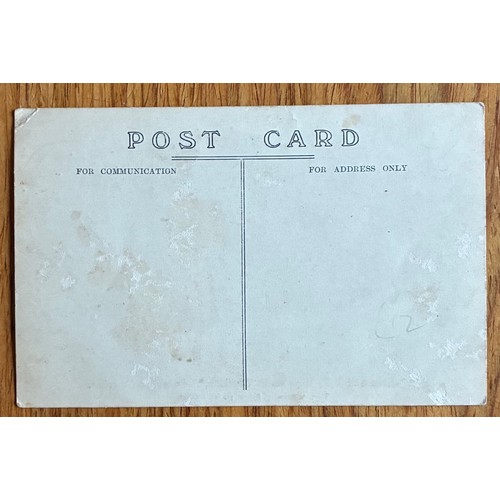 POST CARD
FOR COMMUNICATION
FOR ADDRESS ONLY